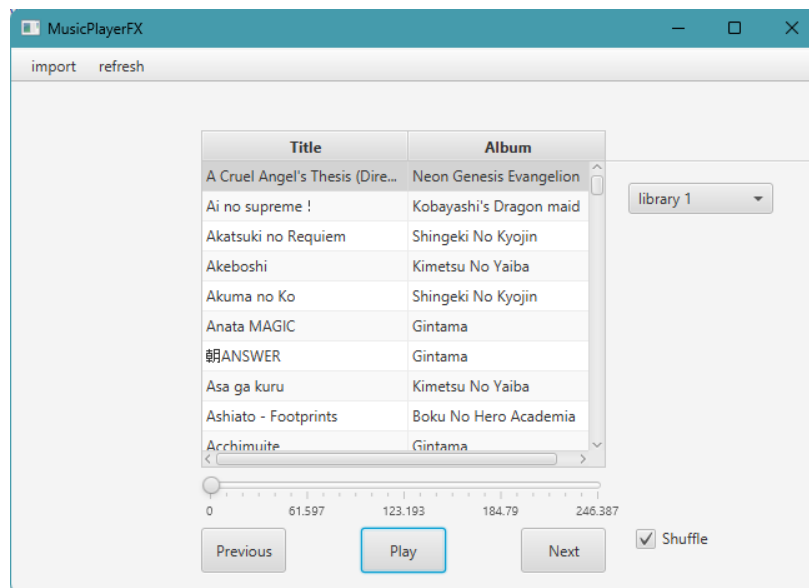 MusicPlayerFX
import refresh
Title Album
A Cruel Angel's Thesis (Dire... Neon Genesis Evangelion
Ai no supreme ! Kobayashi's Dragon maid
library 1
Akatsuki no Requiem Shingeki No Kyojin
Akeboshi Kimetsu No Yaiba
Akuma no Ko Shingeki No Kyojin
Anata MAGIC Gintama
朝ANSWER Gintama
Asa ga kuru Kimetsu No Yaiba
Ashiato - Footprints Boku No Hero Academia
Acchimuite Gintama
0 61.597 123.193 184.79 246.387
Previous Play Next Shuffle